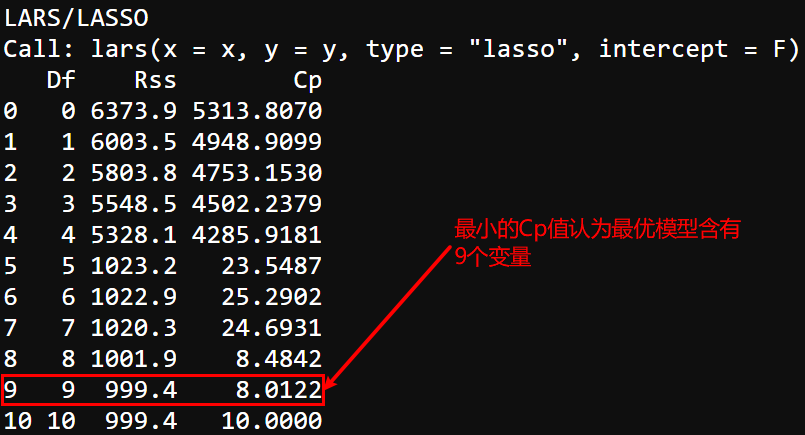 LARS/LASSO
Call: lars(x = x, y = y, type = "lasso", intercept = F)
Df Rss Cp
0 0 6373.9 5313.8070
1 1 6003.5 4948.9099
2 2 5803.8 4753.1530
3 3 5548.5 4502.2379
4 4 5328.1 4285.9181
5 5 1023.2 23.5487
6 6 1022.9 25.2902
7 7 1020.3 24.6931
8 8 1001.9 8.4842
9 9 999.4 8.0122
10 10 999.4 10.0000
最小的Cp值认为最优模型含有
9个变量